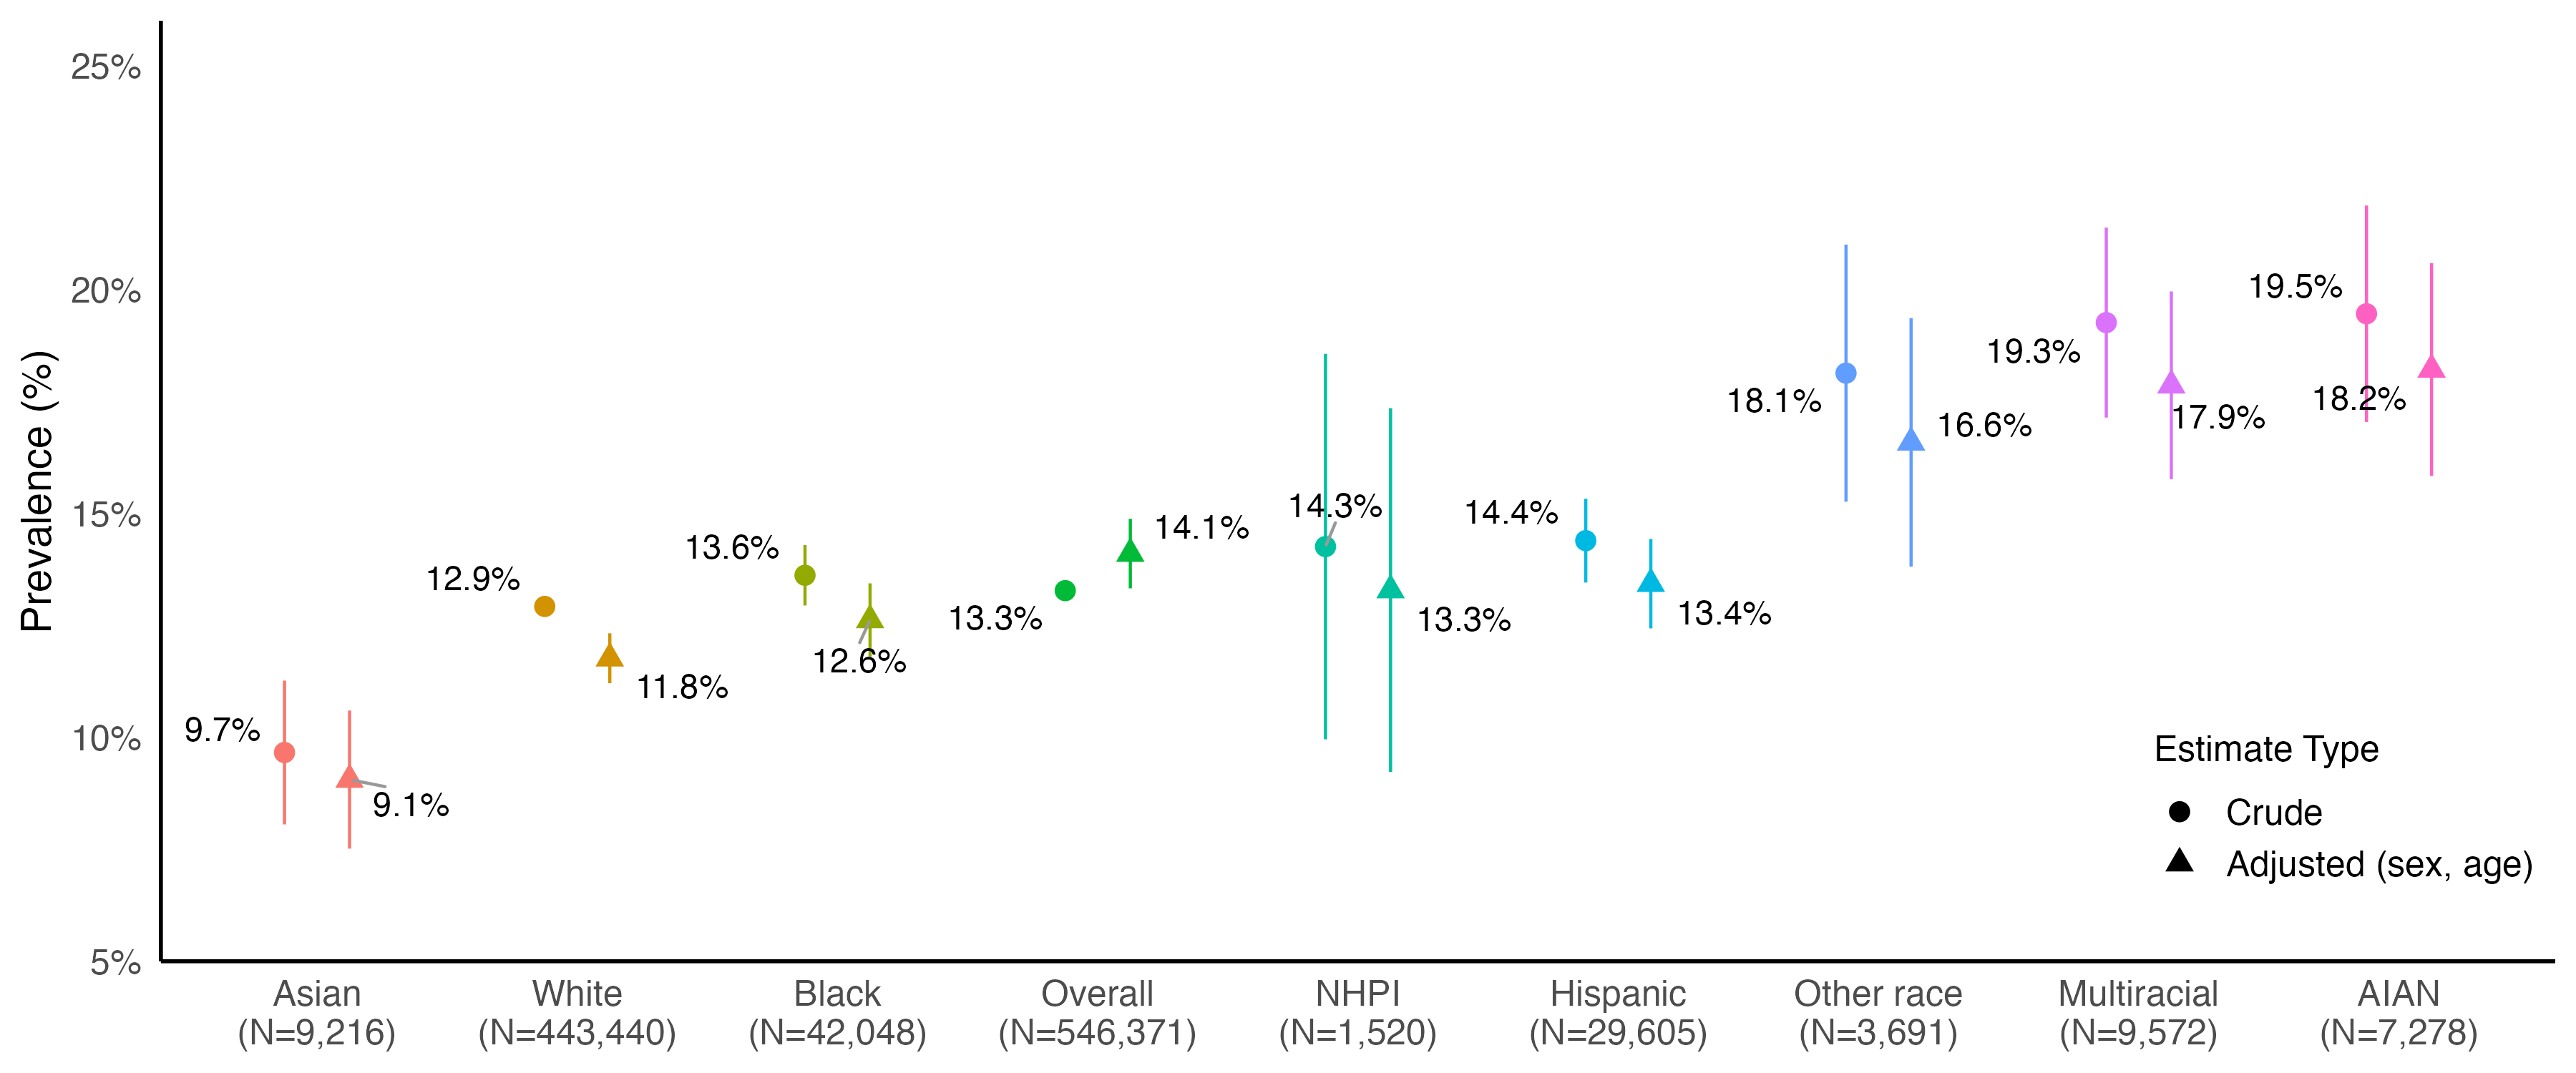 Prevalence (%)
25%
20%
15%
10%
5%
9.7%
9.1%
12.9%
11.8%
13.6%
12.6%
13.3%
14.1%
14.3%
13.3%
14.4%
13.4%
18.1%
16.6%
19.3%
17.9%
19.5%
18.2%
Estimate Type
Crude
Adjusted (sex, age)
Asian
(N=9,216)
White
(N=443,440)
Black
(N=42,048)
Overall
(N=546,371)
NHPI
(N=1,520)
Hispanic
(N=29,605)
Other race
(N=3,691)
Multiracial
(N=9,572)
AIAN
(N=7,278)